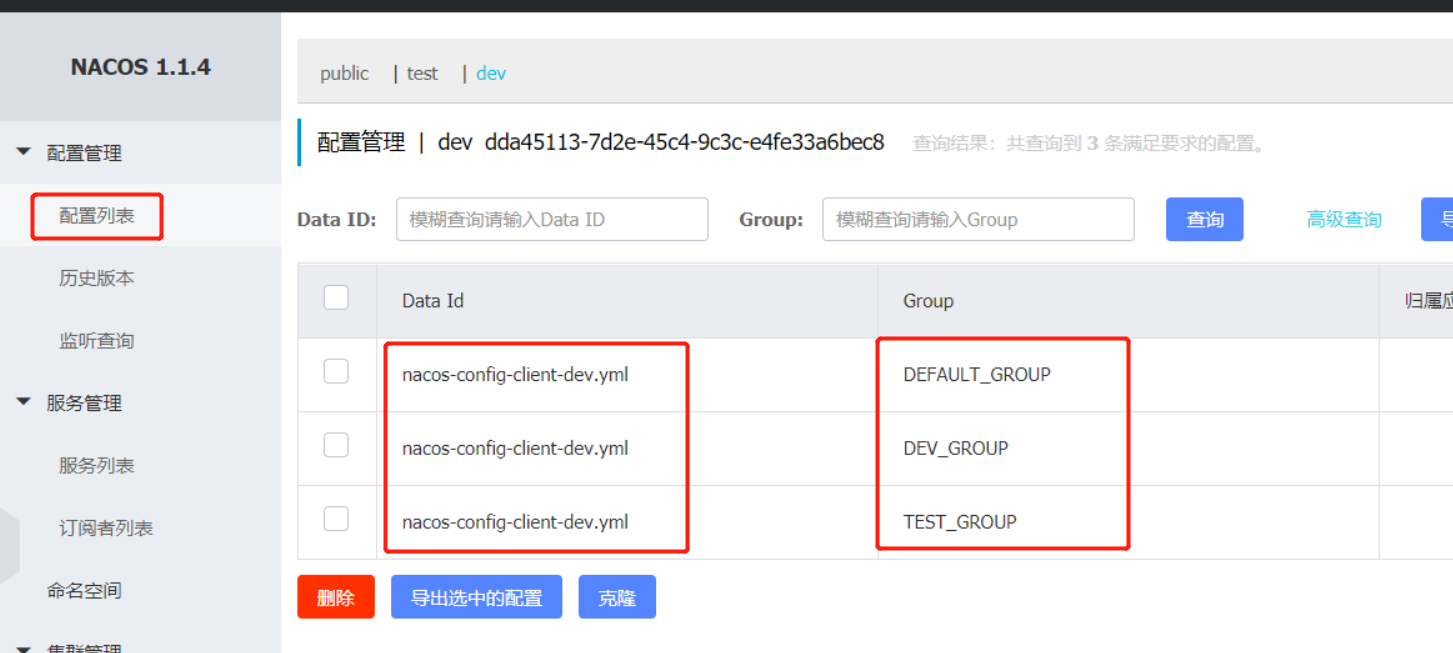 NACOS 1.1.4
public | test | dev
配置管理
配置管理 | dev dda45113-7d2e-45c4-9c3c-e4fe33a6bec8 查询结果：共查询到 3 条满足要求的配置。
配置列表
Data ID: 模糊查询请输入Data ID Group: 模糊查询请输入Group 查询 高级查询
历史版本
Data Id Group 归属应
监听查询
nacos-config-client-dev.yml DEFAULT_GROUP
服务管理
nacos-config-client-dev.yml DEV_GROUP
服务列表
nacos-config-client-dev.yml TEST_GROUP
订阅者列表
命名空间
删除 导出选中的配置 克隆
集群管理